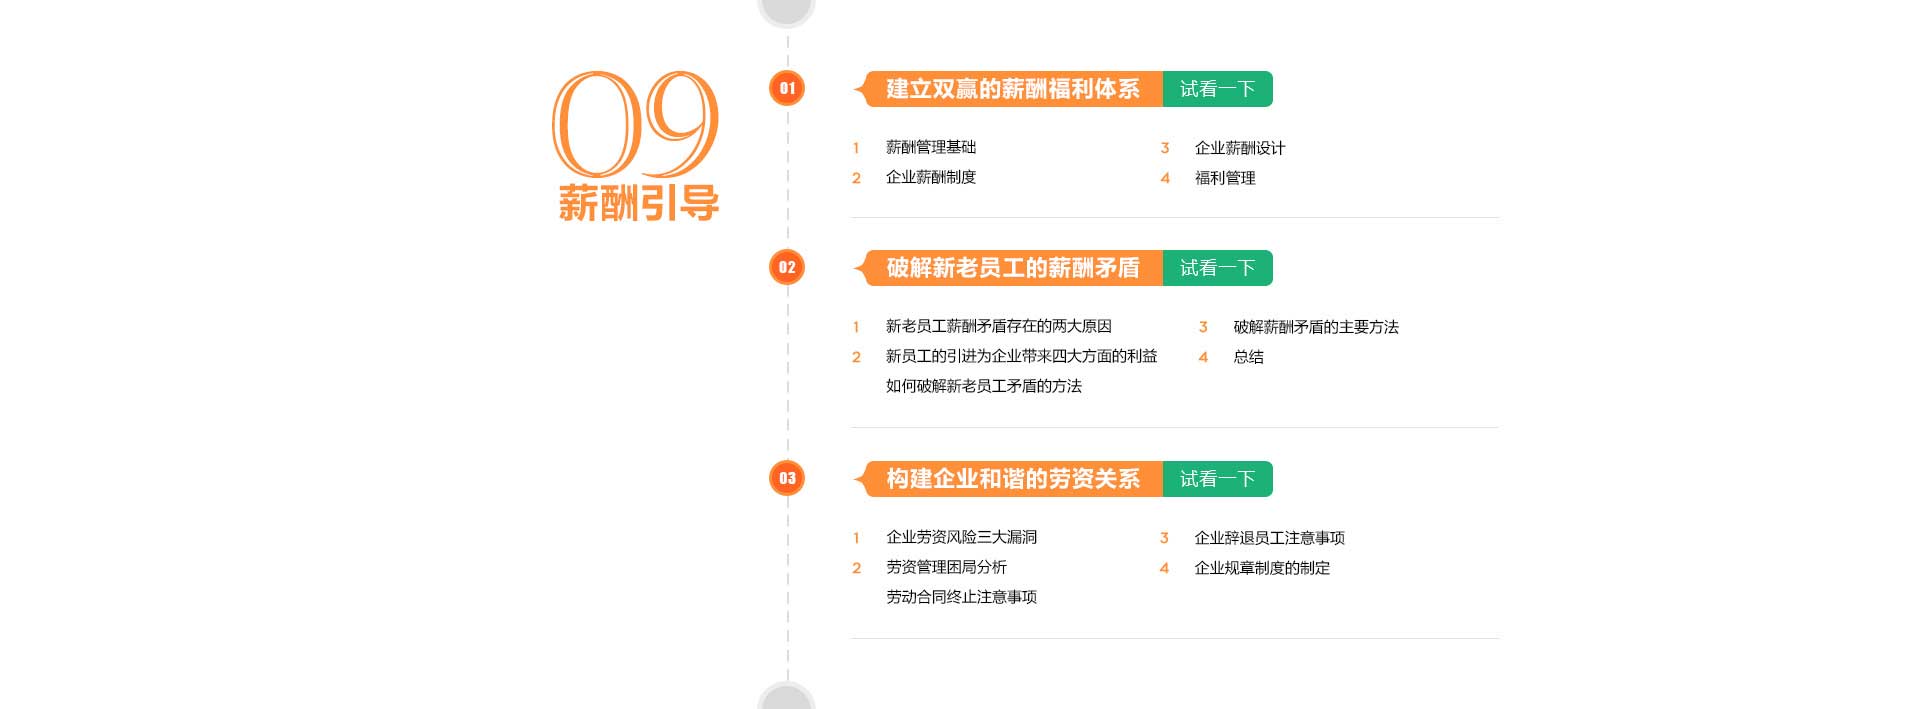 09
薪酬引导
01
建立双赢的薪酬福利体系 试看一下
1 薪酬管理基础
2 企业薪酬制度
3 企业薪酬设计
4 福利管理
02
破解新老员工的薪酬矛盾 试看一下
1 新老员工薪酬矛盾存在的两大原因
2 新员工的引进为企业带来四大方面的利益
如何破解新老员工矛盾的方法
3 破解薪酬矛盾的主要方法
4 总结
03
构建企业和谐的劳资关系 试看一下
1 企业劳资风险三大漏洞
2 劳资管理困局分析
劳动合同终止注意事项
3 企业辞退员工注意事项
4 企业规章制度的制定